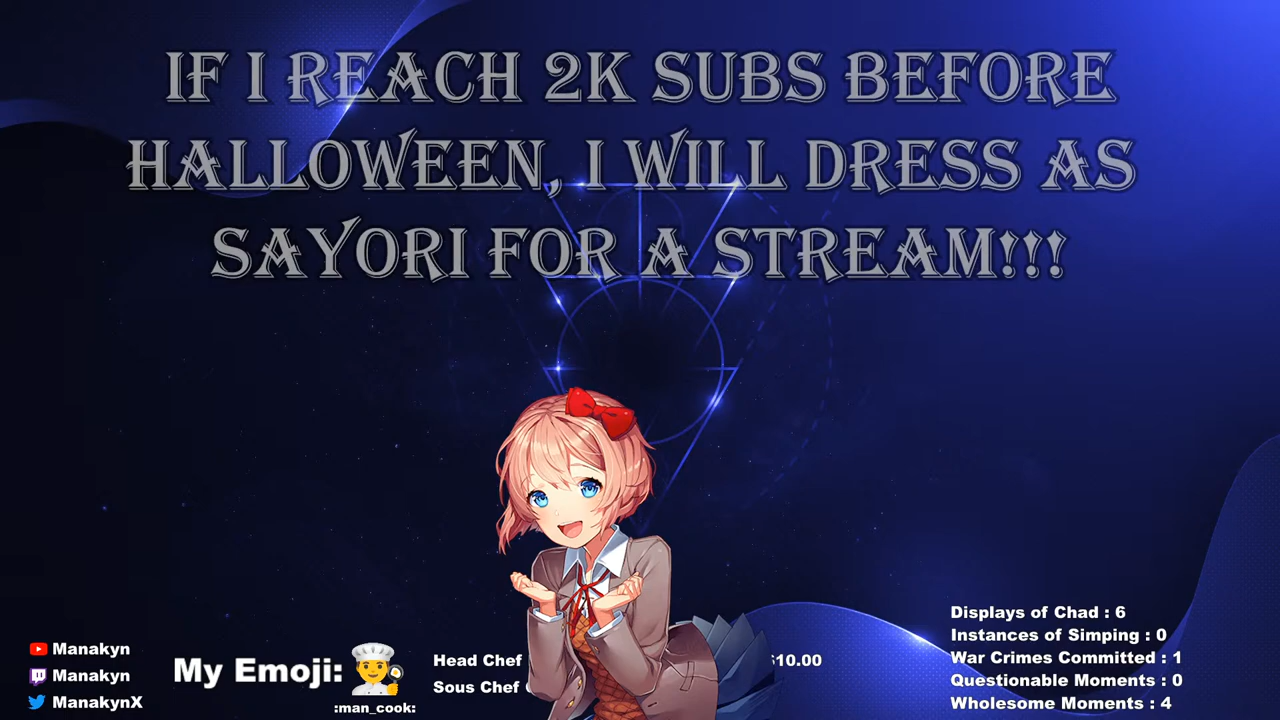 IF I REACH 2K SUBS BEFORE
HALLOWEEN, I WILL DRESS AS
SAYORI FOR A STREAM!!!
Manakyn
Manakyn
ManakynX
My Emoji:
:man_cook:
Head Chef
Sous Chef
$10.00
Displays of Chad : 6
Instances of Simping : 0
War Crimes Committed : 1
Questionable Moments : 0
Wholesome Moments : 4